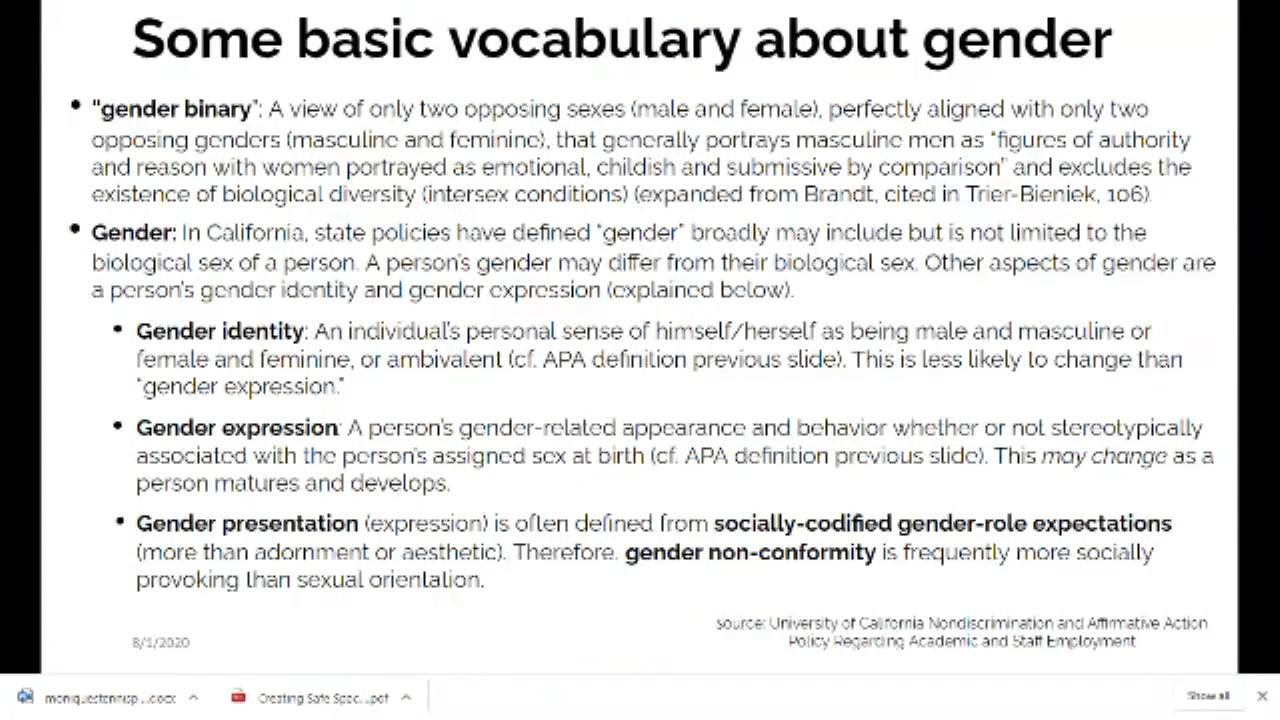 Some basic vocabulary about gender
• "gender binary": A view of only two opposing sexes (male and female), perfectly aligned with only two
opposing genders (masculine and feminine), that generally portrays masculine men as "figures of authority
and reason with women portrayed as emotional, childish and submissive by comparison" and excludes the
existence of biological diversity (intersex conditions) (expanded from Brandt, cited in Trier-Bieniek, 106).
• Gender: In California, state policies have defined "gender" broadly may include but is not limited to the
biological sex of a person. A person's gender may differ from their biological sex. Other aspects of gender are
a person's gender identity and gender expression (explained below).
• Gender identity: An individual's personal sense of himself/herself as being male and masculine or
female and feminine, or ambivalent (cf. APA definition previous slide). This is less likely to change than
"gender expression."
• Gender expression: A person's gender-related appearance and behavior whether or not stereotypically
associated with the person's assigned sex at birth (cf. APA definition previous slide). This may change as a
person matures and develops.
• Gender presentation (expression) is often defined from socially-codified gender-role expectations
(more than adornment or aesthetic). Therefore, gender non-conformity is frequently more socially
provoking than sexual orientation.
source: University of California Nondiscrimination and Affirmative Action
Policy Regarding Academic and Staff Employment
8/1/2020
moniquestennisp....docx
Creating Safe Spac....pdf
Show all